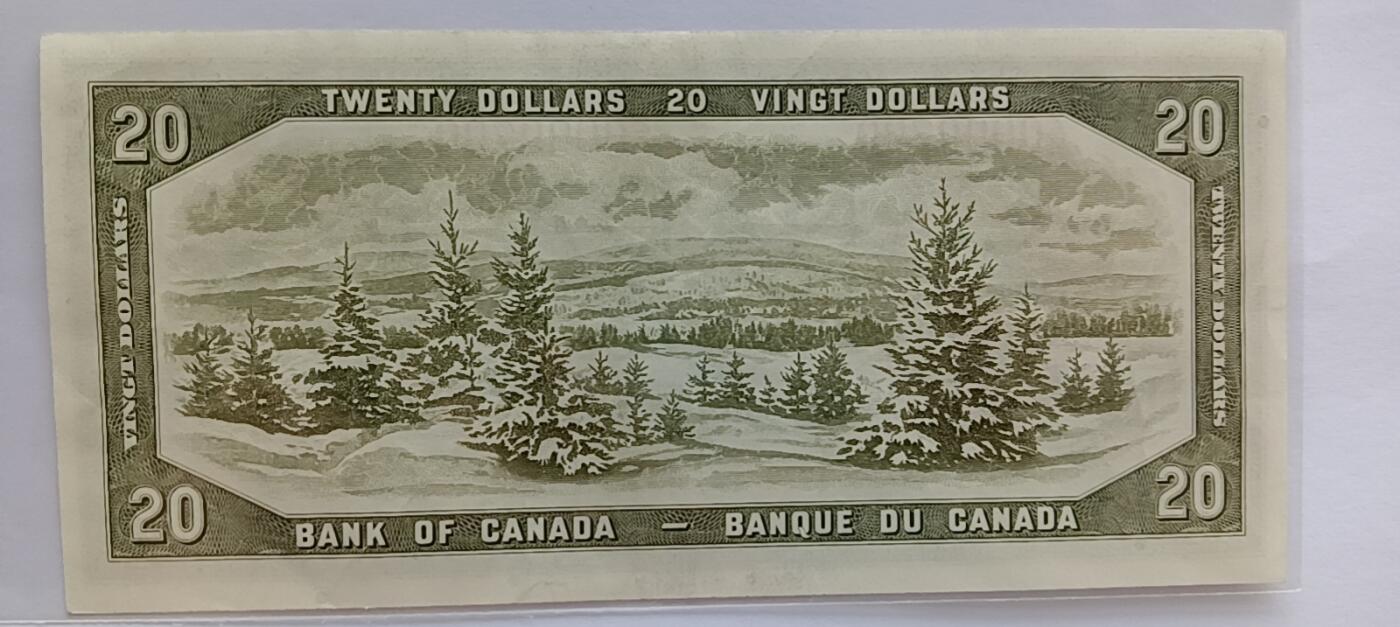 TWENTY DOLLARS 20 VINGT DOLLARS
20
20
VINGT DOLLARS
TWENTY DOLLARS
20
20
BANK OF CANADA — BANQUE DU CANADA